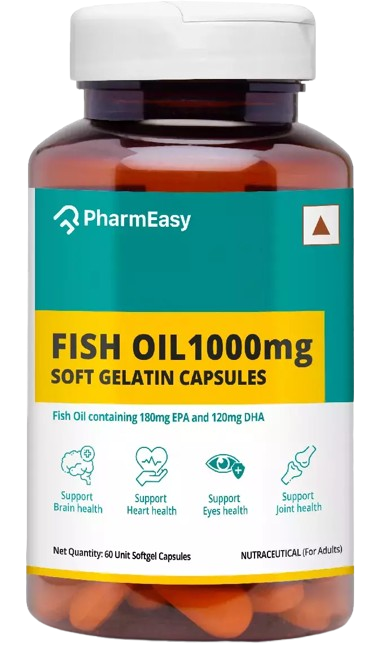 PharmEasy
FISH OIL1000mg
SOFT GELATIN CAPSULES
Fish Oil containing 180mg EPA and 120mg DHA
Support
Brain health
Support
Heart health
Support
Eyes health
Support
Joint health
Net Quantity: 60 Unit Softgel Capsules
NUTRACEUTICAL (For Adults)